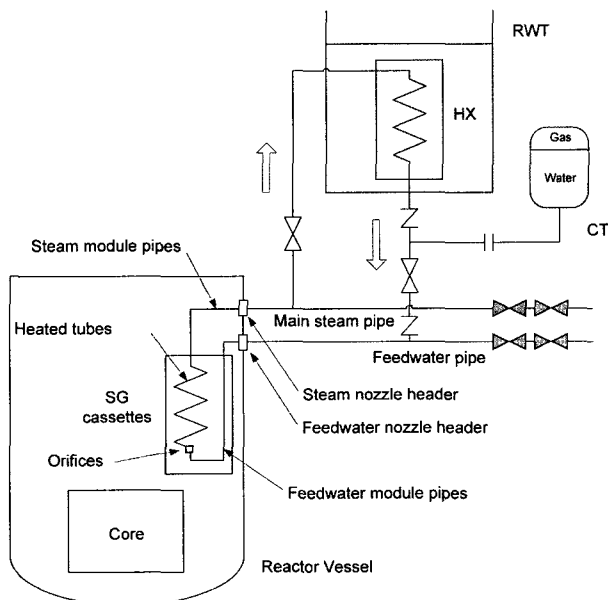 RWT
HX
Gas
Water
CT
Steam module pipes
Heated tubes
Main steam pipe
Feedwater pipe
SG
cassettes
Steam nozzle header
Feedwater nozzle header
Orifices
Feedwater module pipes
Core
Reactor Vessel